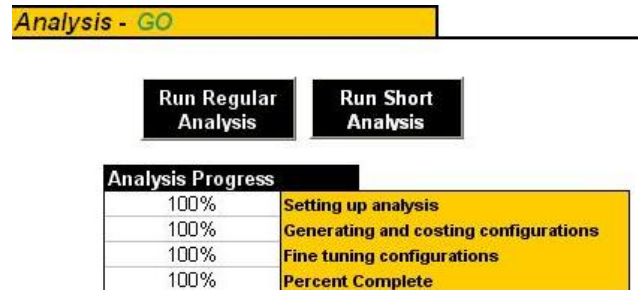 Analysis - GO
Run Regular Analysis
Run Short Analysis
Analysis Progress
100% Setting up analysis
100% Generating and costing configurations
100% Fine tuning configurations
100% Percent Complete